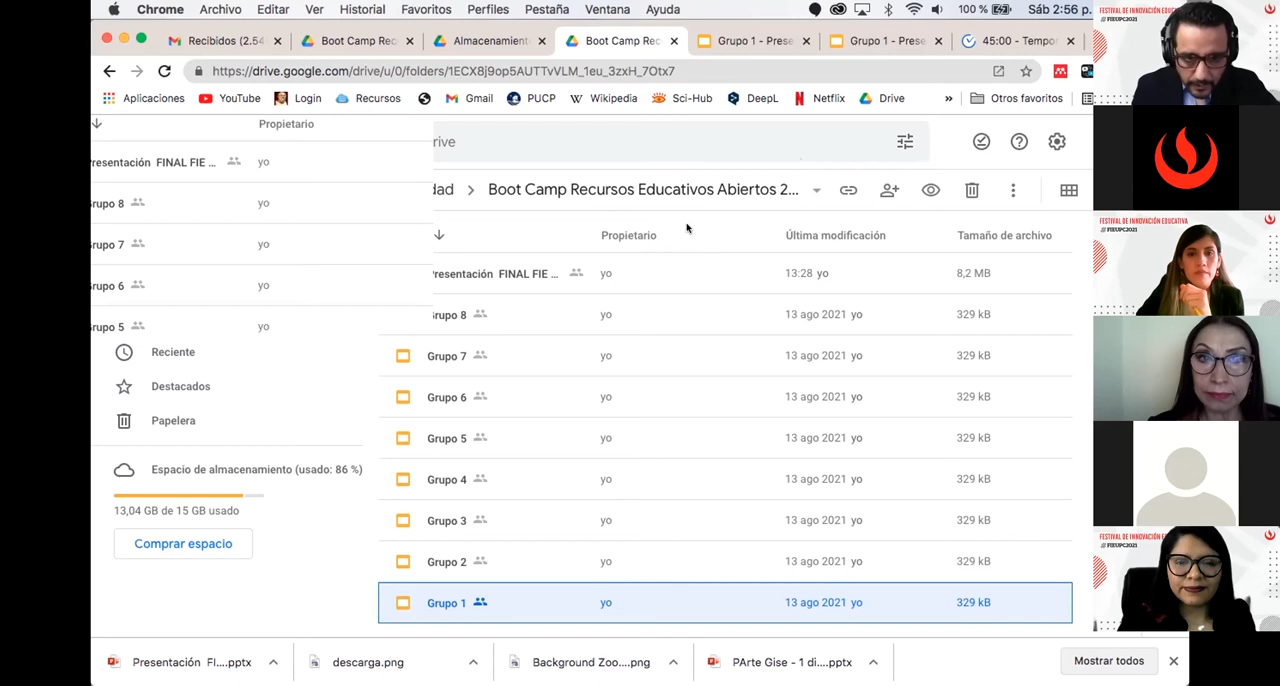 Chrome Archivo Editar Ver Historial Favoritos Perfiles Pestaña Ventana Ayuda 100 % Sáb 2:56 p.
Recibidos (2.54 Boot Camp Rec Almacenamient Boot Camp Rec Grupo 1 - Prese Grupo 1 - Prese 45:00 - Tempor
https://drive.google.com/drive/u/0/folders/1ECX8j9op5AUTTvVLM_1eu_3zxH_7Otx7
Aplicaciones YouTube Login Recursos Gmail PUCP Wikipedia Sci-Hub DeepL Netflix Drive » Otros favoritos
Propietario
resentación FINAL FIE ... yo
rupo 8 yo
rupo 7 yo
rupo 6 yo
rupo 5 yo
Reciente
Destacados
Papelera
Espacio de almacenamiento (usado: 86 %)
13,04 GB de 15 GB usado
Comprar espacio
rive
dad > Boot Camp Recursos Educativos Abiertos 2...
Propietario Última modificación Tamaño de archivo
resentación FINAL FIE ... yo 13:28 yo 8,2 MB
rupo 8 yo 13 ago 2021 yo 329 kB
Grupo 7 yo 13 ago 2021 yo 329 kB
Grupo 6 yo 13 ago 2021 yo 329 kB
Grupo 5 yo 13 ago 2021 yo 329 kB
Grupo 4 yo 13 ago 2021 yo 329 kB
Grupo 3 yo 13 ago 2021 yo 329 kB
Grupo 2 yo 13 ago 2021 yo 329 kB
Grupo 1 yo 13 ago 2021 yo 329 kB
Presentación FI....pptx descarga.png Background Zoo....png PArte Gise - 1 di....pptx Mostrar todos
FESTIVAL DE INNOVACIÓN EDUC
#FIEUPC2021
FESTIVAL DE INNOVACIÓN EDUCATIVA
#FIEUPC2021
FESTIVAL DE INNOVACIÓN E
#FIEUPC2021